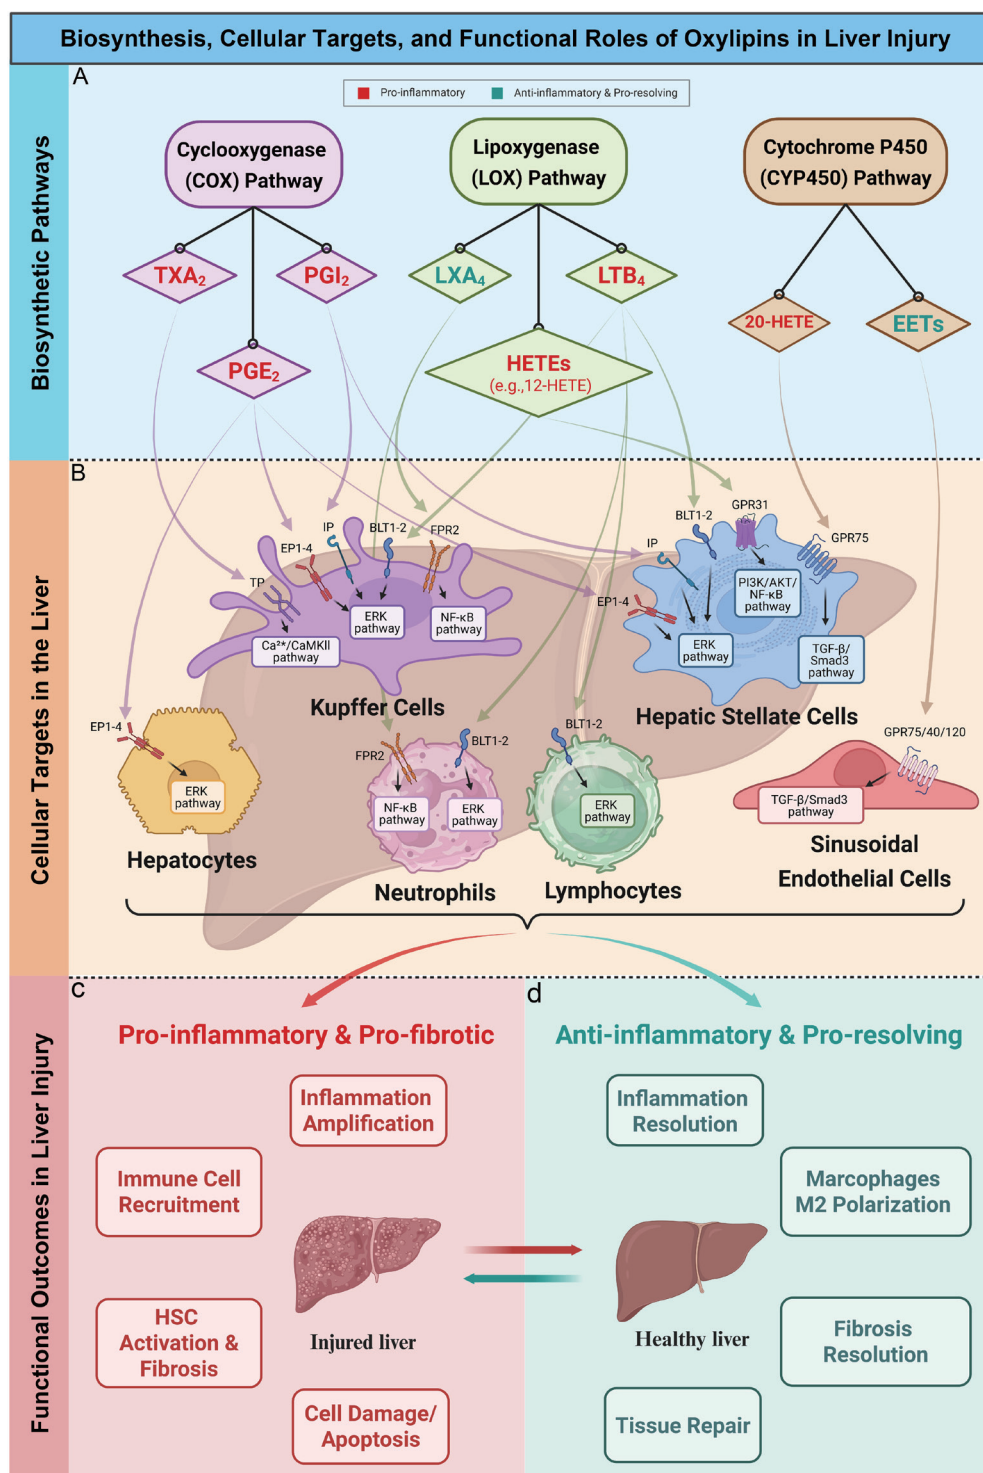 Biosynthesis, Cellular Targets, and Functional Roles of Oxylipins in Liver Injury
Biosynthetic Pathways
A
Pro-inflammatory
Anti-inflammatory & Pro-resolving
Cyclooxygenase
(COX) Pathway
Lipoxygenase
(LOX) Pathway
Cytochrome P450
(CYP450) Pathway
TXA₂
PGI₂
PGE₂
LXA₄
LTB₄
HETEs
(e.g.,12-HETE)
20-HETE
EETs
Cellular Targets in the Liver
B
TP
EP1-4
IP
BLT1-2
FPR2
Ca²*/CaMKII
pathway
ERK
pathway
NF-κB
pathway
Kupffer Cells
EP1-4
IP
BLT1-2
GPR31
GPR75
ERK
pathway
PI3K/AKT/
NF-κB
pathway
TGF-β/
Smad3
pathway
Hepatic Stellate Cells
EP1-4
ERK
pathway
Hepatocytes
FPR2
BLT1-2
NF-κB
pathway
ERK
pathway
Neutrophils
BLT1-2
ERK
pathway
Lymphocytes
GPR75/40/120
TGF-β/Smad3
pathway
Sinusoidal
Endothelial Cells
Functional Outcomes in Liver Injury
c
Pro-inflammatory & Pro-fibrotic
Inflammation
Amplification
Immune Cell
Recruitment
HSC
Activation &
Fibrosis
Cell Damage/
Apoptosis
Injured liver
d
Anti-inflammatory & Pro-resolving
Inflammation
Resolution
Marcophages
M2 Polarization
Fibrosis
Resolution
Tissue Repair
Healthy liver